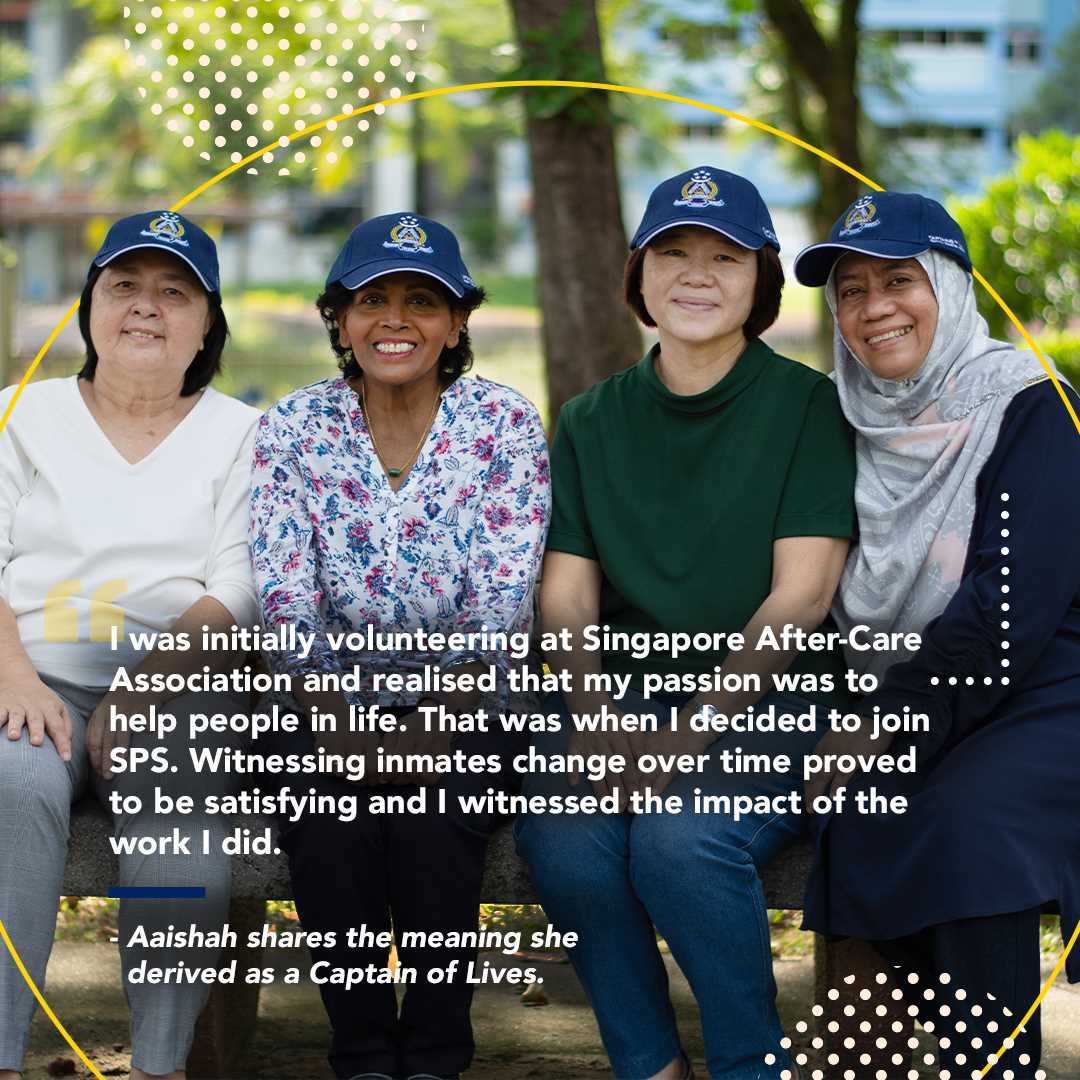 I was initially volunteering at Singapore After-Care
Association and realised that my passion was to
help people in life. That was when I decided to join
SPS. Witnessing inmates change over time proved
to be satisfying and I witnessed the impact of the
work I did.
- Aaishah shares the meaning she
derived as a Captain of Lives.